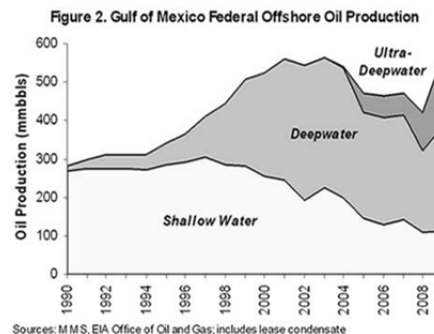 Figure 2. Gulf of Mexico Federal Offshore Oil Production
Oil Production (mmbbls)
600
500
400
300
200
100
0
Ultra-
Deepwater
Deepwater
Shallow Water
1990
1992
1994
1996
1998
2000
2002
2004
2006
2008
Sources: MMS, EIA Office of Oil and Gas; includes lease condensate